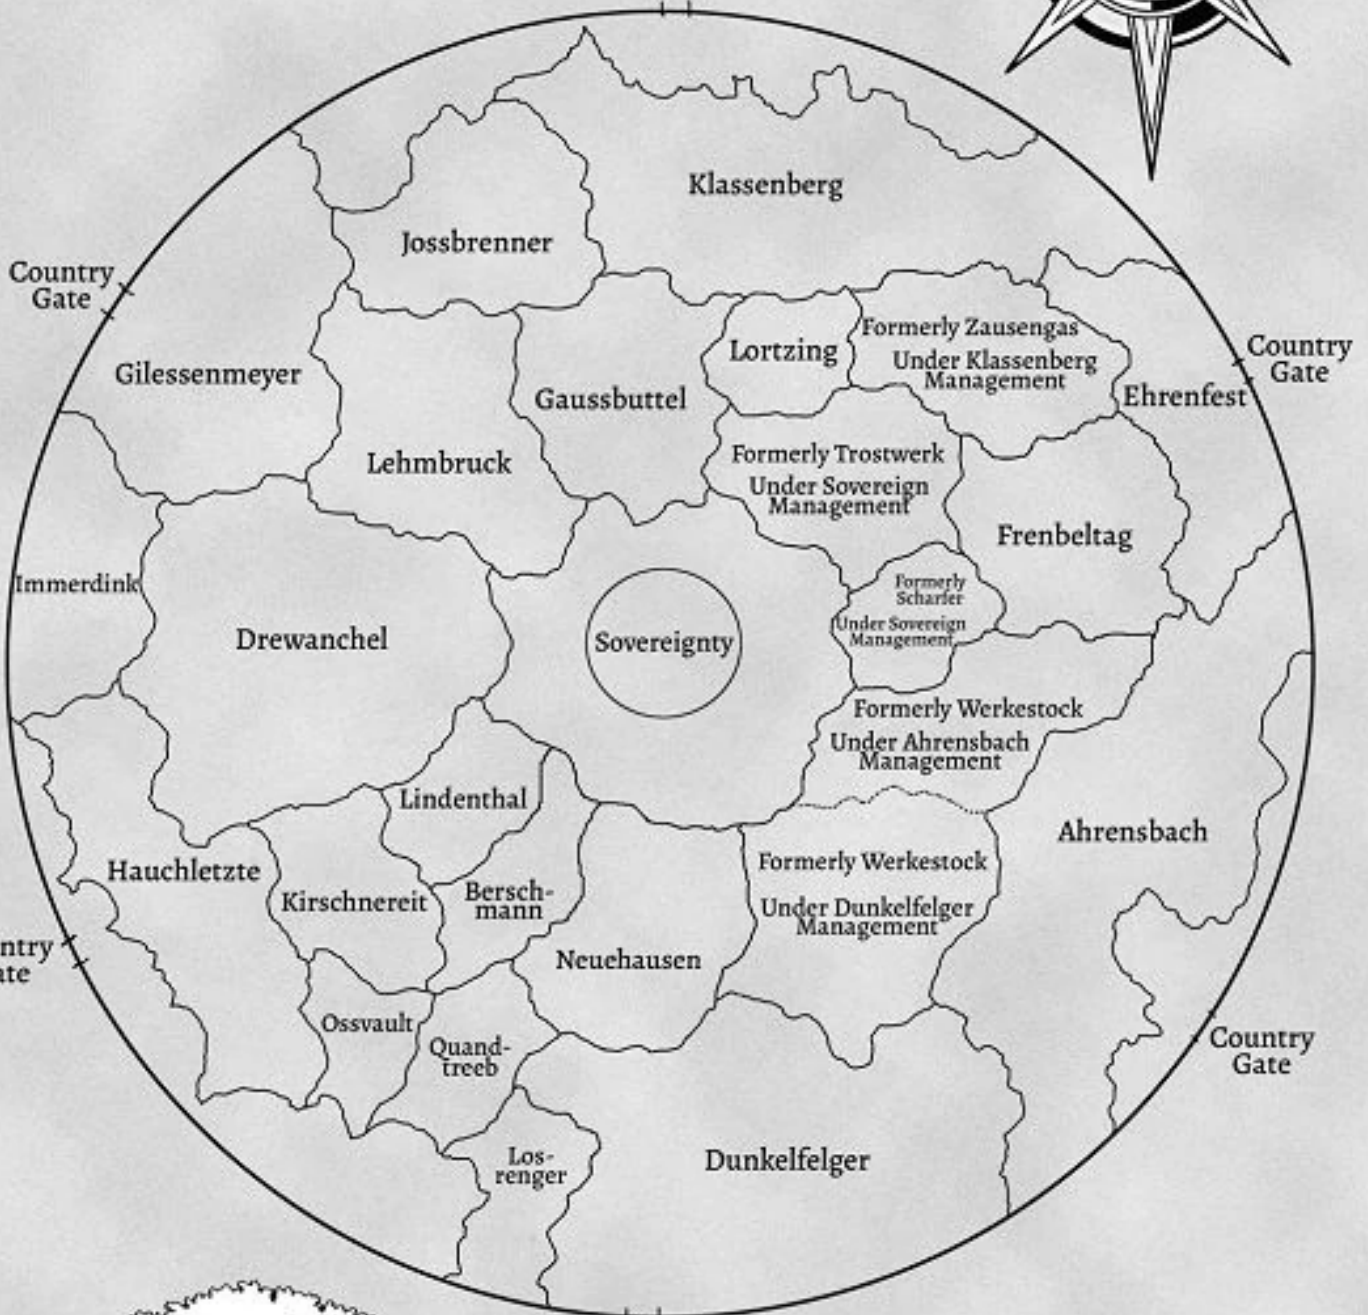 Klassenberg
Jossbrenner
Country
Gate
Formerly Zausengas
Under Klassenberg
Management
Lortzing
Country
Gate
Gilessenmeyer
Gaussbuttel
Ehrenfest
Lehmbruck
Formerly Trostwerk
Under Sovereign
Management
Frenbeltag
Immerdink
Drewanchel
Sovereignty
Formerly
Scharfer
Under Sovereign
Management
Formerly Werkestock
Under Ahrensbach
Management
Lindenthal
Ahrensbach
Hauchletzte
Kirschnereit
Bersch-
mann
Formerly Werkestock
Under Dunkelfelger
Management
Neuehausen
ntry
ate
Ossvault
Quand-
treeb
Country
Gate
Los-
renger
Dunkelfelger